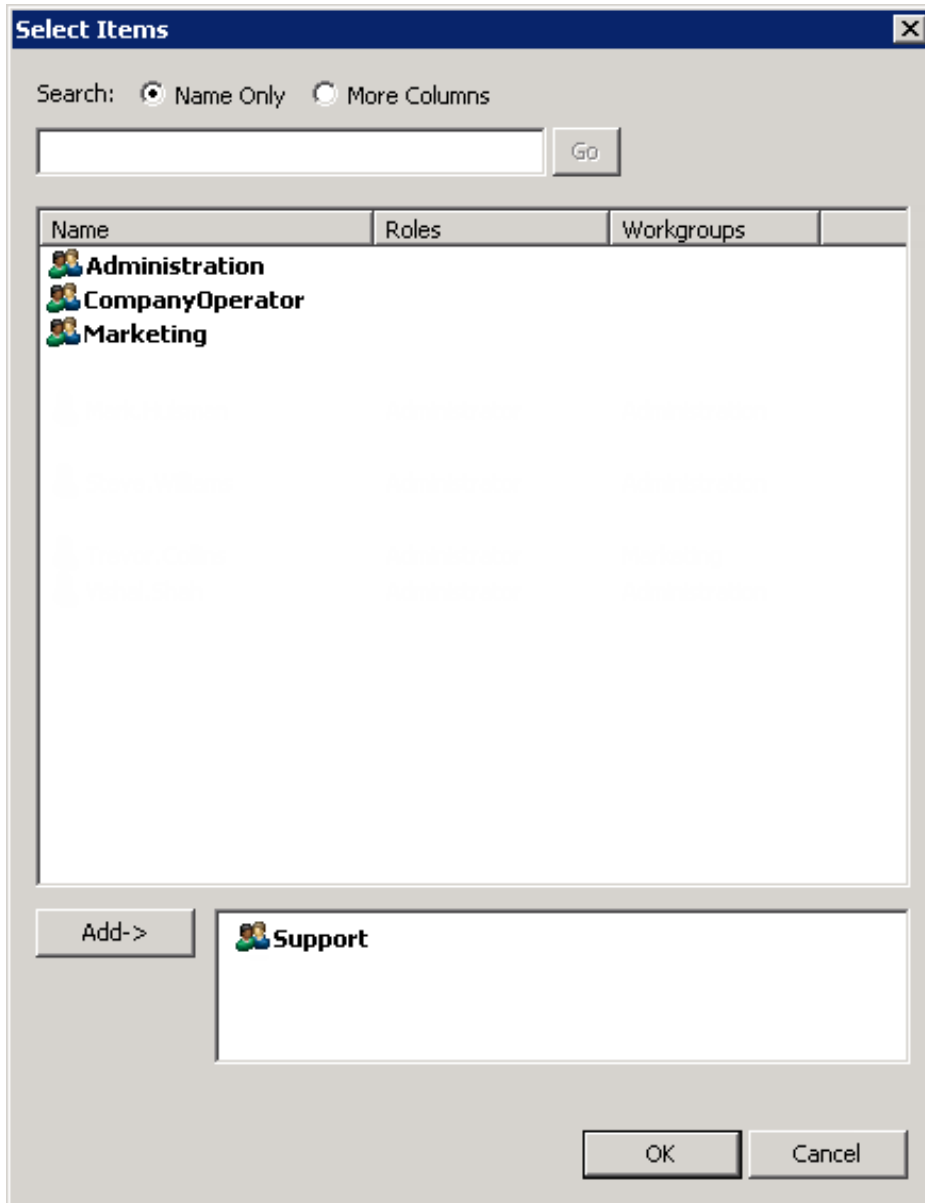 Select Items
Search: Name Only More Columns
Go
Name Roles Workgroups
Administration
CompanyOperator
Marketing
Add->
Support
OK Cancel